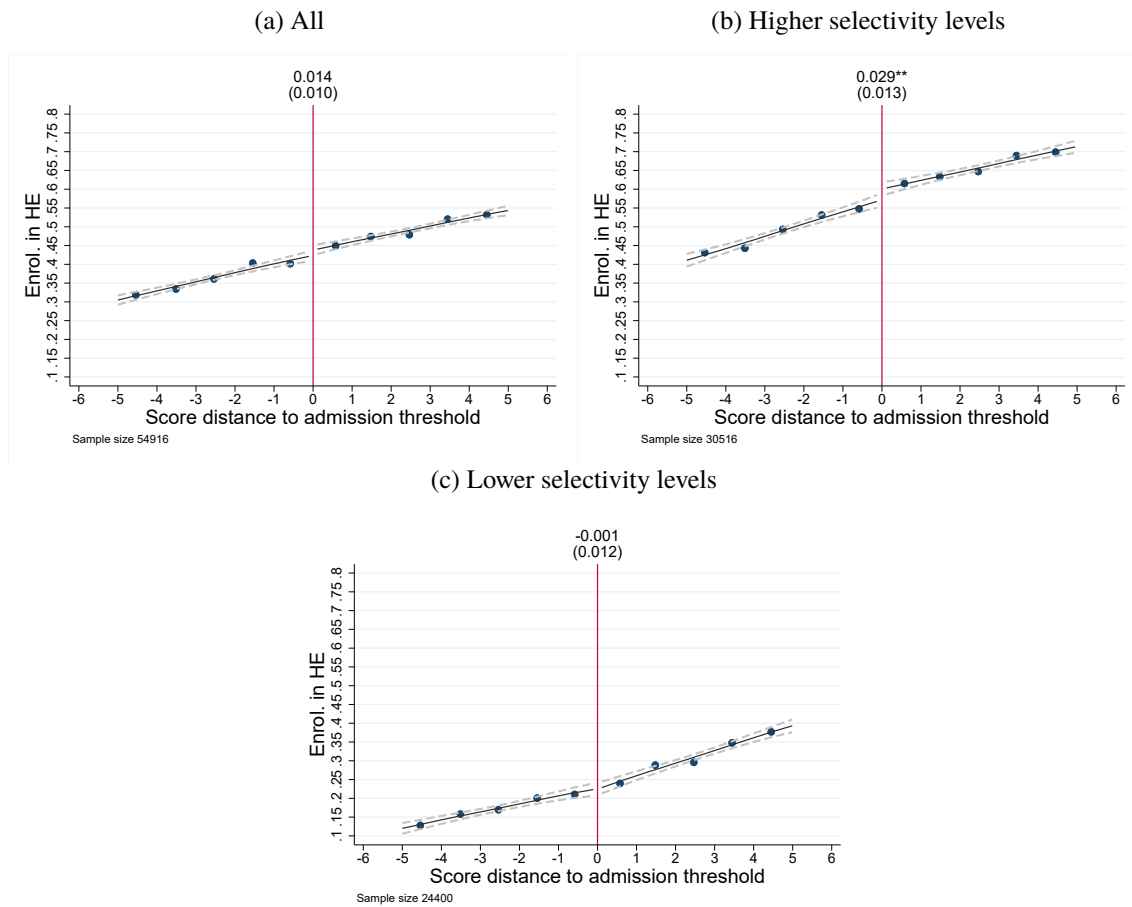 (a) All
0.014
(0.010)
Enrol. in HE
.1 .15 .2 .25 .3 .35 .4 .45 .5 .55 .6 .65 .7 .75 .8
-6 -5 -4 -3 -2 -1 0 1 2 3 4 5 6
Score distance to admission threshold
Sample size 54916
(b) Higher selectivity levels
0.029**
(0.013)
Enrol. in HE
.1 .15 .2 .25 .3 .35 .4 .45 .5 .55 .6 .65 .7 .75 .8
-6 -5 -4 -3 -2 -1 0 1 2 3 4 5 6
Score distance to admission threshold
Sample size 30516
(c) Lower selectivity levels
-0.001
(0.012)
Enrol. in HE
.1 .15 .2 .25 .3 .35 .4 .45 .5 .55 .6 .65 .7 .75 .8
-6 -5 -4 -3 -2 -1 0 1 2 3 4 5 6
Score distance to admission threshold
Sample size 24400